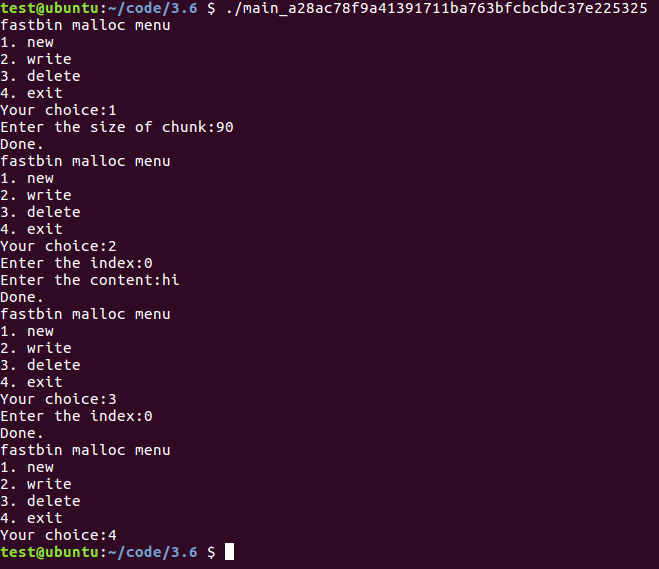 test@ubuntu:~/code/3.6 $ ./main_a28ac78f9a41391711ba763bfcbcbdc37e225325
fastbin malloc menu
1. new
2. write
3. delete
4. exit
Your choice:1
Enter the size of chunk:90
Done.
fastbin malloc menu
1. new
2. write
3. delete
4. exit
Your choice:2
Enter the index:0
Enter the content:hi
Done.
fastbin malloc menu
1. new
2. write
3. delete
4. exit
Your choice:3
Enter the index:0
Done.
fastbin malloc menu
1. new
2. write
3. delete
4. exit
Your choice:4
test@ubuntu:~/code/3.6 $